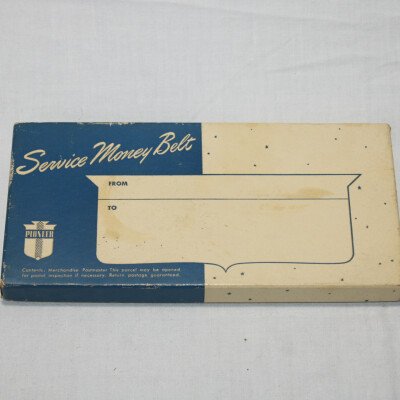 Service Money Belt
FROM
TO
PIONEER
Contents: Merchandise. Postmaster: This parcel may be opened
for postal inspection if necessary. Return postage guaranteed.